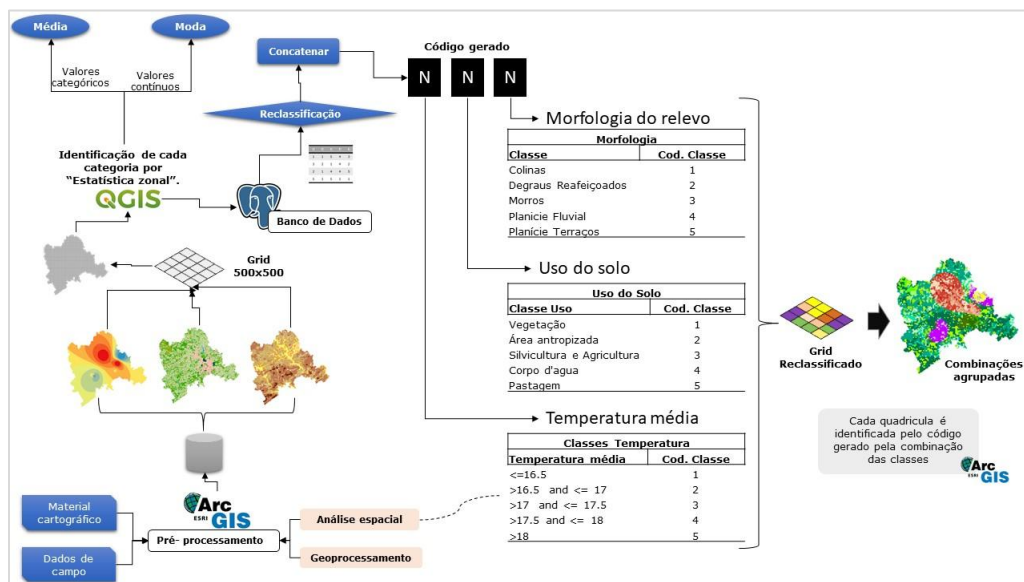 Média
Moda
Valores
categóricos
Valores
contínuos
Identificação de cada
categoria por
“Estatística zonal”.
QGIS
Concatenar
Reclassificação
Banco de Dados
Grid
500x500
Código gerado
N N N
Morfologia do relevo
Morfologia
Classe Cod. Classe
Colinas 1
Degraus Reafeiçoados 2
Morros 3
Planicie Fluvial 4
Planície Terraços 5
Uso do solo
Uso do Solo
Classe Uso Cod. Classe
Vegetação 1
Área antropizada 2
Silvicultura e Agricultura 3
Corpo d'agua 4
Pastagem 5
Temperatura média
Classes Temperatura
Temperatura média Cod. Classe
<=16.5 1
>16.5 and <= 17 2
>17 and <= 17.5 3
>17.5 and <= 18 4
>18 5
Grid
Reclassificado
Combinações
agrupadas
Cada quadricula é
identificada pelo código
gerado pela combinação
das classes
Arc
GIS
Arc
ESRI GIS
Material
cartográfico
Dados de
campo
Pré- processamento
Análise espacial
Geoprocessamento